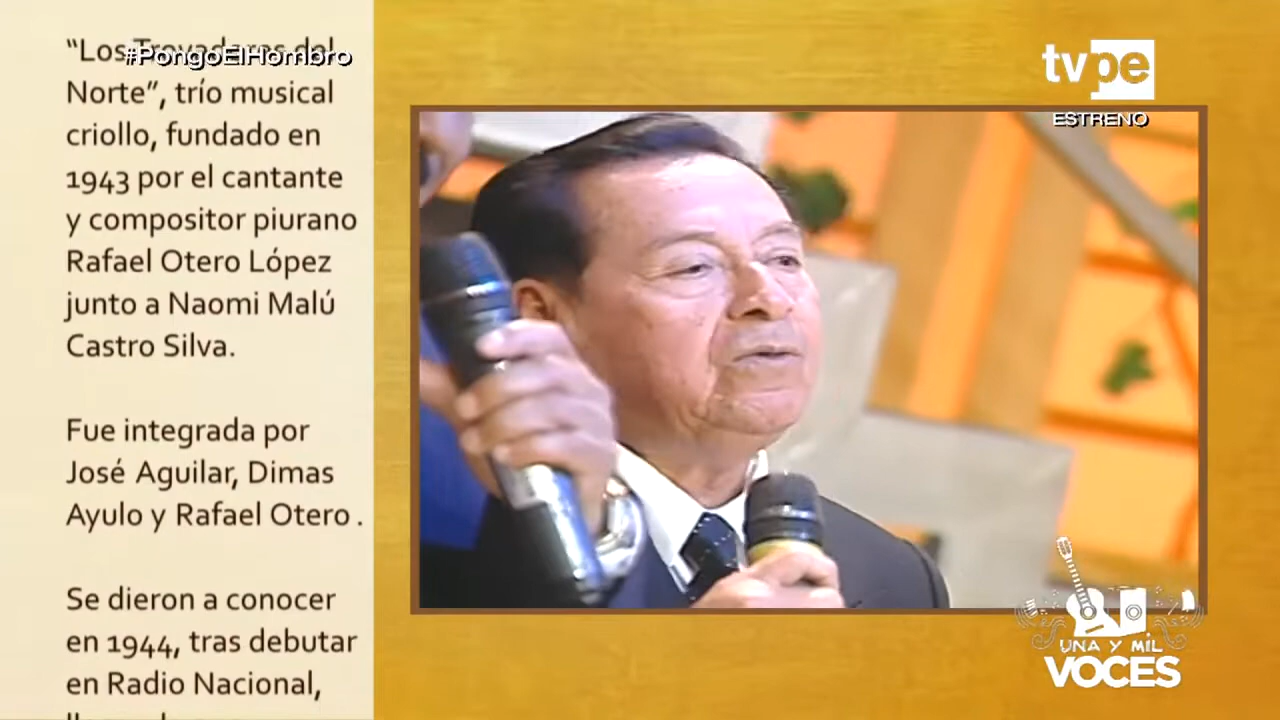 “Los Trovadores del
#PongoElHombro
Norte”, trío musical
criollo, fundado en
1943 por el cantante
y compositor piurano
Rafael Otero López
junto a Naomi Malú
Castro Silva.
Fue integrada por
José Aguilar, Dimas
Ayulo y Rafael Otero .
Se dieron a conocer
en 1944, tras debutar
en Radio Nacional,
tvpe
ESTRENO
UNA Y MIL
VOCES